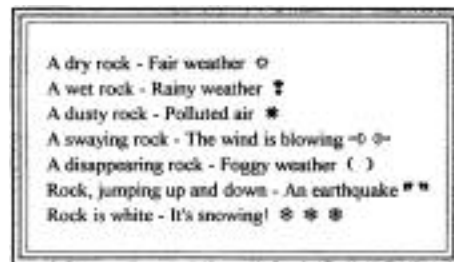 A dry rock - Fair weather
A wet rock - Rainy weather
A dusty rock - Polluted air
A swaying rock - The wind is blowing
A disappearing rock - Foggy weather ( )
Rock, jumping up and down - An earthquake
Rock is white - It's snowing! ❄ ❄ ❄